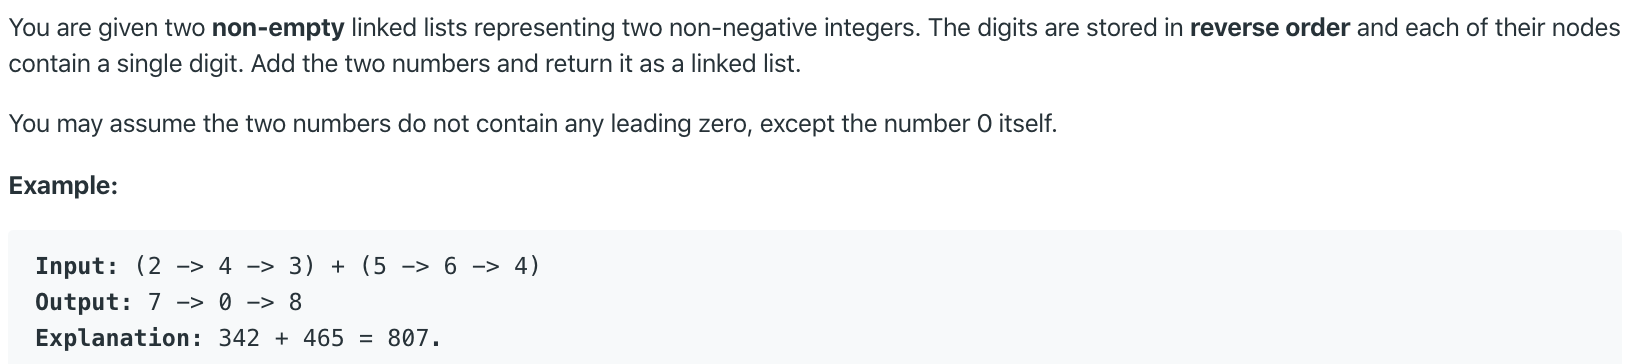 You are given two non-empty linked lists representing two non-negative integers. The digits are stored in reverse order and each of their nodes
contain a single digit. Add the two numbers and return it as a linked list.
You may assume the two numbers do not contain any leading zero, except the number 0 itself.
Example:
Input: (2 -> 4 -> 3) + (5 -> 6 -> 4)
Output: 7 -> 0 -> 8
Explanation: 342 + 465 = 807.